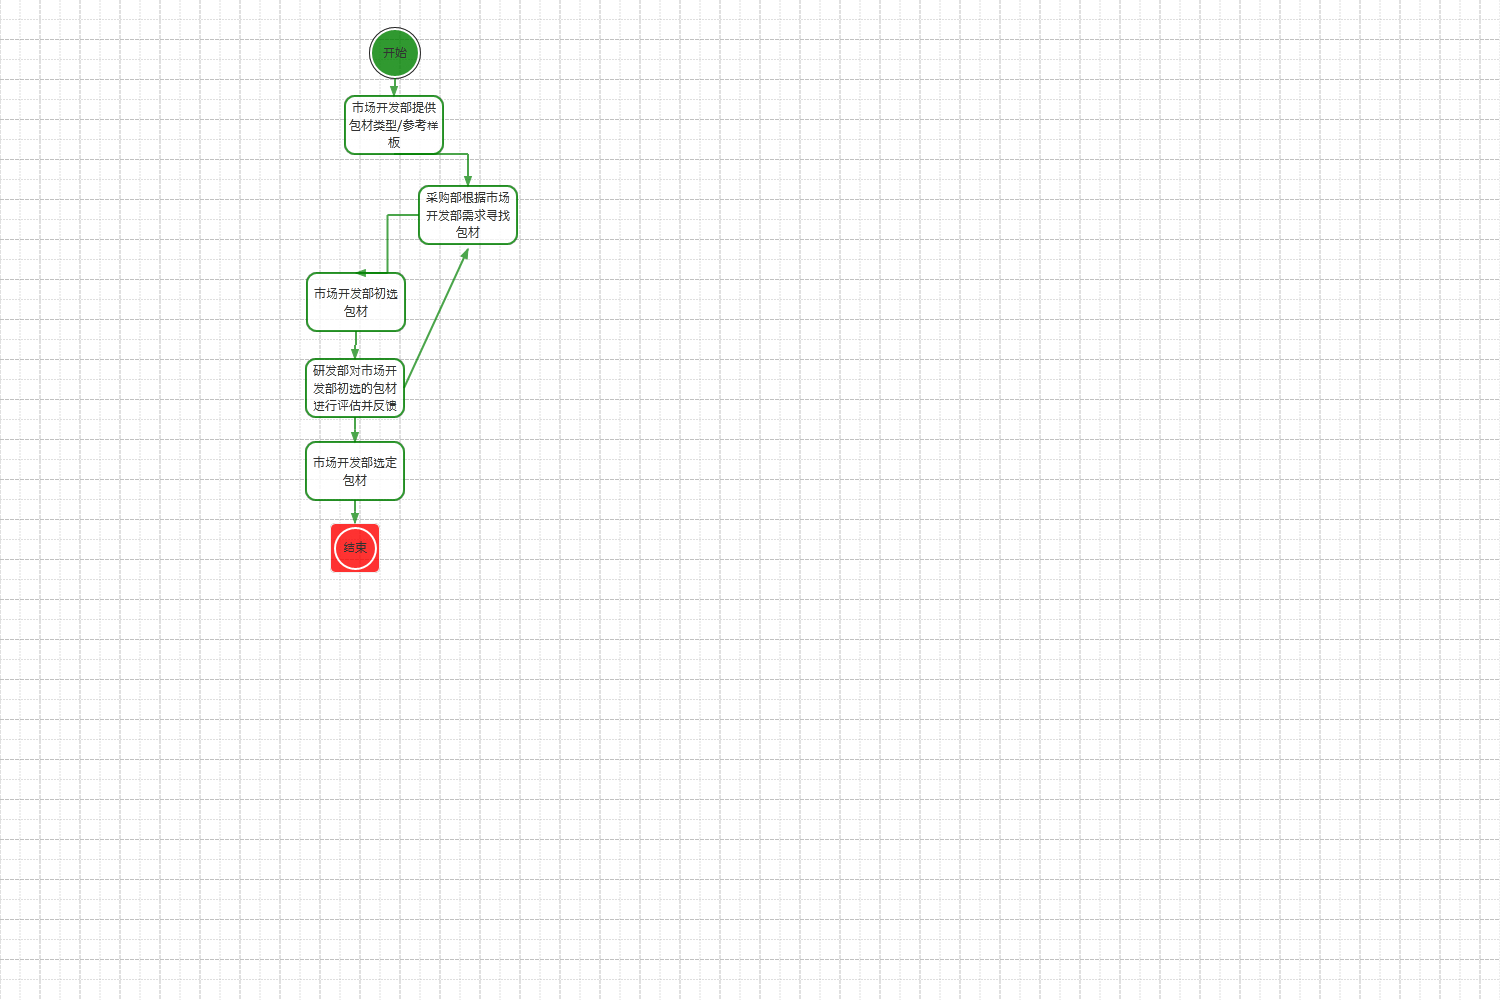 开始
市场开发部提供
包材类型/参考样
板
采购部根据市场
开发部需求寻找
包材
市场开发部初选
包材
研发部对市场开
发部初选的包材
进行评估并反馈
市场开发部选定
包材
结束